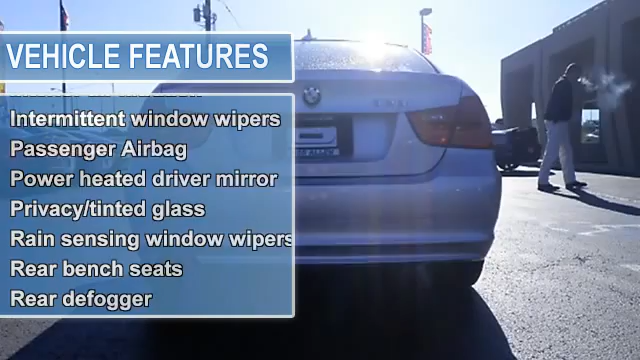 VEHICLE FEATURES
Intermittent window wipers
Passenger Airbag
Power heated driver mirror
Privacy/tinted glass
Rain sensing window wipers
Rear bench seats
Rear defogger